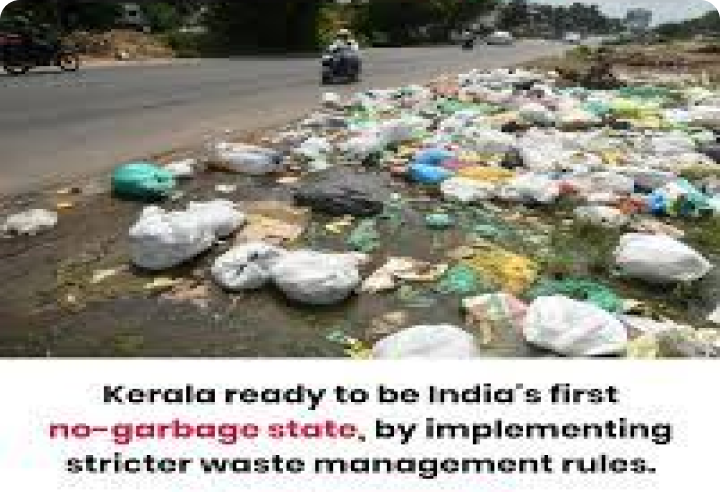 Kerala ready to be India's first
no-garbage state, by implementing
stricter waste management rules.